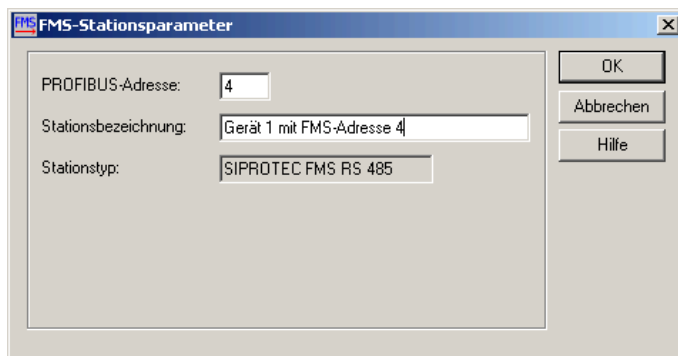 FMS FMS-Stationsparameter
PROFIBUS-Adresse: 4
Stationsbezeichnung: Gerät 1 mit FMS-Adresse 4
Stationstyp: SIPROTEC FMS RS 485
OK
Abbrechen
Hilfe